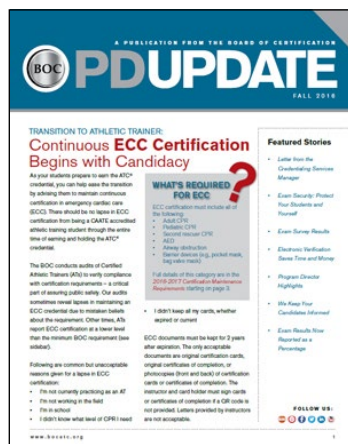 A PUBLICATION FROM THE BOARD OF CERTIFICATION
BOC
PDUPDATE
FALL 2016
TRANSITION TO ATHLETIC TRAINER:
Continuous ECC Certification
Begins with Candidacy
As your students prepare to earn the ATC®
credential, you can help ease the transition
by advising them to maintain continuous
certification in emergency cardiac care
(ECC). There should be no lapse in ECC
certification from being a CAATE accredited
athletic training student through the entire
time of earning and holding the ATC®
credential.
The BOC conducts audits of Certified
Athletic Trainers (ATs) to verify compliance
with certification requirements – a critical
part of assuring public safety. Our audits
sometimes reveal lapses in maintaining an
ECC credential due to mistaken beliefs
about the requirement. Other times, ATs
report ECC certification at a lower level
than the minimum BOC requirement (see
sidebar).
Following are common but unacceptable
reasons given for a lapse in ECC
certification:
• I'm not currently practicing as an AT
• I'm not working in the field
• I'm in school
• I didn't know what level of CPR I need
WHAT'S REQUIRED
FOR ECC
?
ECC certification must include all of
the following:
• Adult CPR
• Pediatric CPR
• Second rescuer CPR
• AED
• Airway obstruction
• Barrier devices (e.g., pocket mask,
bag valve mask)
Full details of this category are in the
2016-2017 Certification Maintenance
Requirements starting on page 3.
• I didn't keep all my cards, whether
expired or current
ECC documents must be kept for 2 years
after expiration. The only acceptable
documents are original certification cards,
original certificates of completion, or
photocopies (front and back) of certification
cards or certificates of completion. The
instructor and card holder must sign cards
or certificates of completion if a QR code is
not provided. Letters provided by instructors
are not acceptable.
Featured Stories
• Letter from the
Credentialing Services
Manager
• Exam Security: Protect
Your Students and
Yourself
• Exam Survey Results
• Electronic Verification
Saves Time and Money
• Program Director
Highlights
• We Keep Your
Candidates Informed
• Exam Results Now
Reported as a
Percentage
FOLLOW US:
www.bocatc.org
1